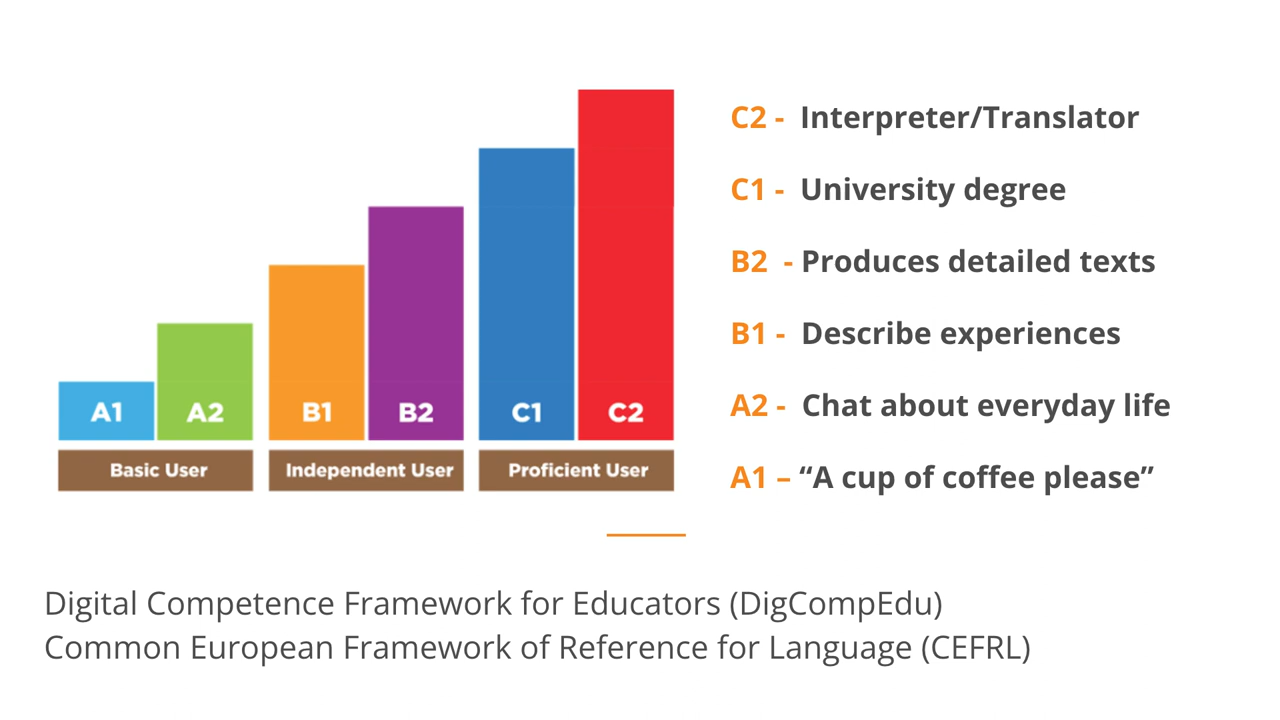 A1
A2
B1
B2
C1
C2
Basic User
Independent User
Proficient User
C2 - Interpreter/Translator
C1 - University degree
B2 - Produces detailed texts
B1 - Describe experiences
A2 - Chat about everyday life
A1 – “A cup of coffee please”
Digital Competence Framework for Educators (DigCompEdu)
Common European Framework of Reference for Language (CEFRL)